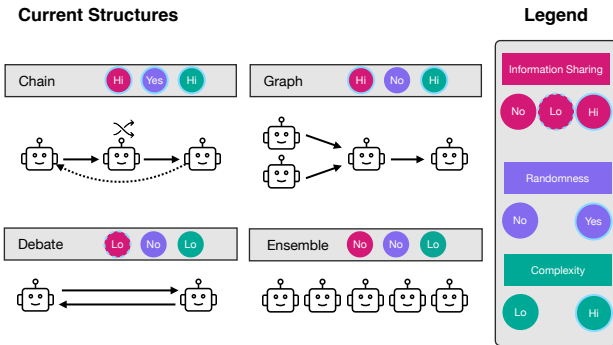 Current Structures
Legend
Chain Hi Yes Hi
Graph Hi No Hi
Information Sharing
No Lo Hi
Randomness
No Yes
Debate Lo No Lo
Ensemble No No Lo
Complexity
Lo Hi